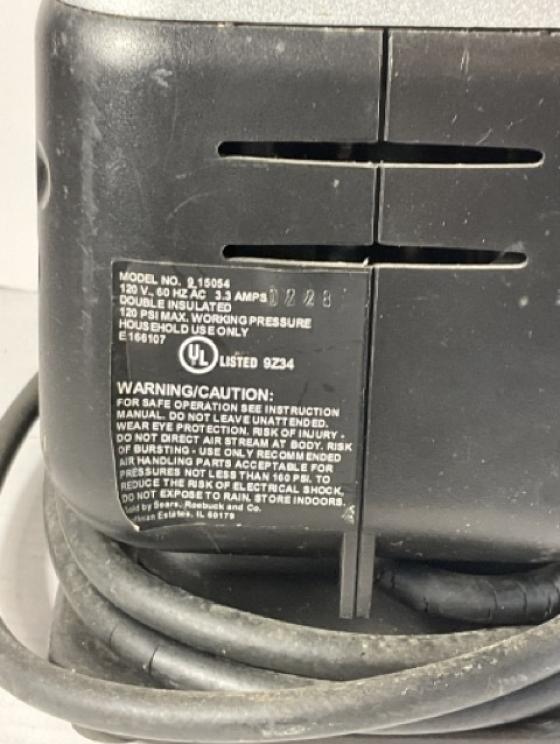 MODEL NO. 9 15054
120 V., 60 HZ AC 3.3 AMPS
DOUBLE INSULATED
120 PSI MAX. WORKING PRESSURE
HOUSEHOLD USE ONLY
E166107
UL LISTED 9Z34
WARNING/CAUTION:
FOR SAFE OPERATION SEE INSTRUCTION
MANUAL. DO NOT LEAVE UNATTENDED.
WEAR EYE PROTECTION. RISK OF INJURY -
DO NOT DIRECT AIR STREAM AT BODY. RISK
OF BURSTING - USE ONLY RECOMMENDED
AIR HANDLING PARTS ACCEPTABLE FOR
PRESSURES NOT LESS THAN 160 PSI. TO
REDUCE THE RISK OF ELECTRICAL SHOCK,
DO NOT EXPOSE TO RAIN. STORE INDOORS.
Sold by Sears, Roebuck and Co.
Estates, IL 60179